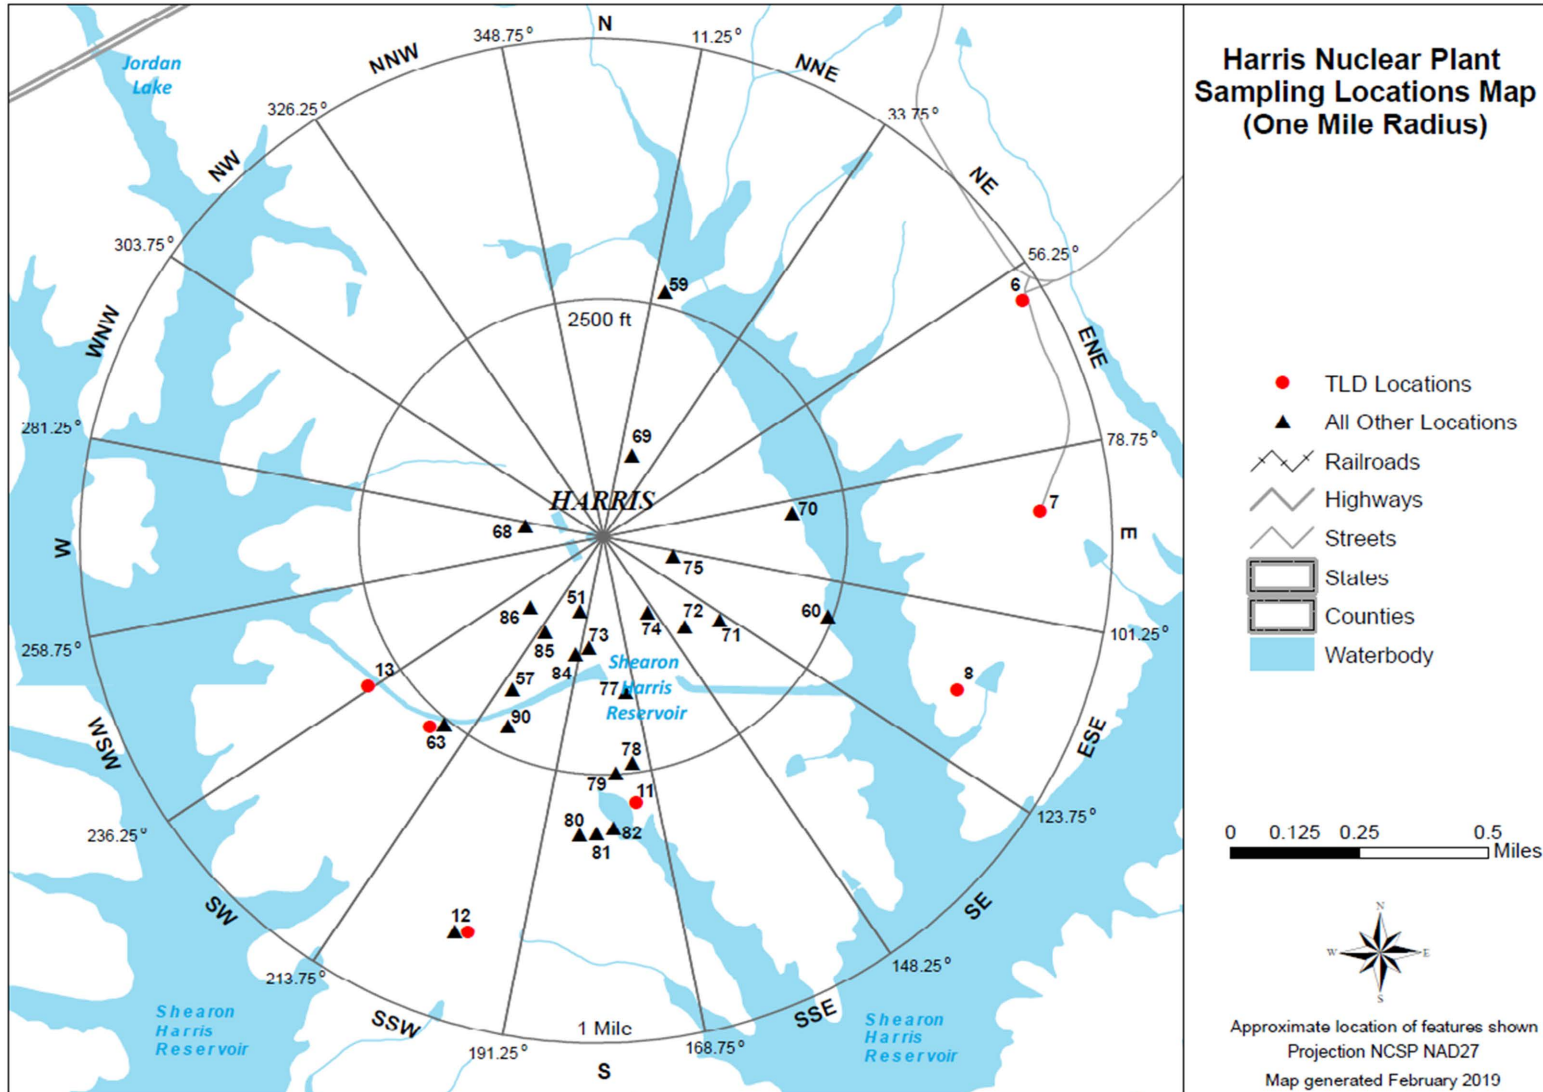 Harris Nuclear Plant
Sampling Locations Map
(One Mile Radius)
N
348.75°
11.25°
NNW
NNE
Jordan
Lake
326.25°
33.75°
NW
NE
303.75°
56.25°
6
59
2500 ft
WNW
ENE
281.25°
78.75°
69
HARRIS
68
70
7
W
E
75
86
51
74
72
71
60
258.75°
101.25°
85
73
84
Shearon
Harris
Reservoir
13
57
77
8
63
90
WSW
ESE
78
79
11
80
81
82
236.25°
123.75°
SW
SE
12
213.75°
148.25°
SSW
SSE
1 Mile
191.25°
168.75°
S
Shearon
Harris
Reservoir
Shearon
Harris
Reservoir
TLD Locations
All Other Locations
Railroads
Highways
Streets
States
Counties
Waterbody
0 0.125 0.25 0.5
Miles
N
W E
S
Approximate location of features shown
Projection NCSP NAD27
Map generated February 2019